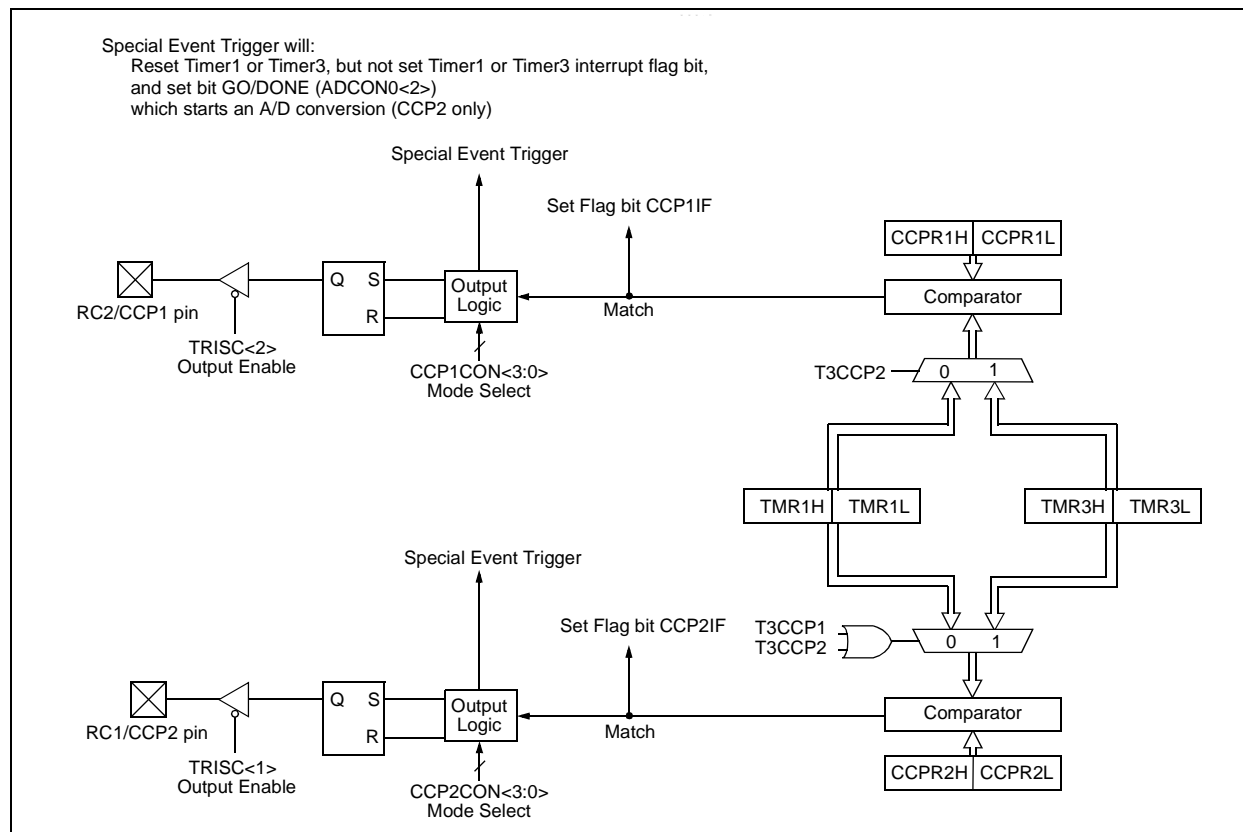 Special Event Trigger will:
Reset Timer1 or Timer3, but not set Timer1 or Timer3 interrupt flag bit,
and set bit GO/DONE (ADCON0<2>)
which starts an A/D conversion (CCP2 only)
Special Event Trigger
Set Flag bit CCP1IF
CCPR1H CCPR1L
Q S
R
Output
Logic
Comparator
RC2/CCP1 pin
Match
TRISC<2>
Output Enable
CCP1CON<3:0>
Mode Select
T3CCP2
0 1
TMR1H TMR1L
TMR3H TMR3L
Special Event Trigger
Set Flag bit CCP2IF
T3CCP1
T3CCP2
0 1
Q S
R
Output
Logic
Comparator
RC1/CCP2 pin
Match
TRISC<1>
Output Enable
CCP2CON<3:0>
Mode Select
CCPR2H CCPR2L